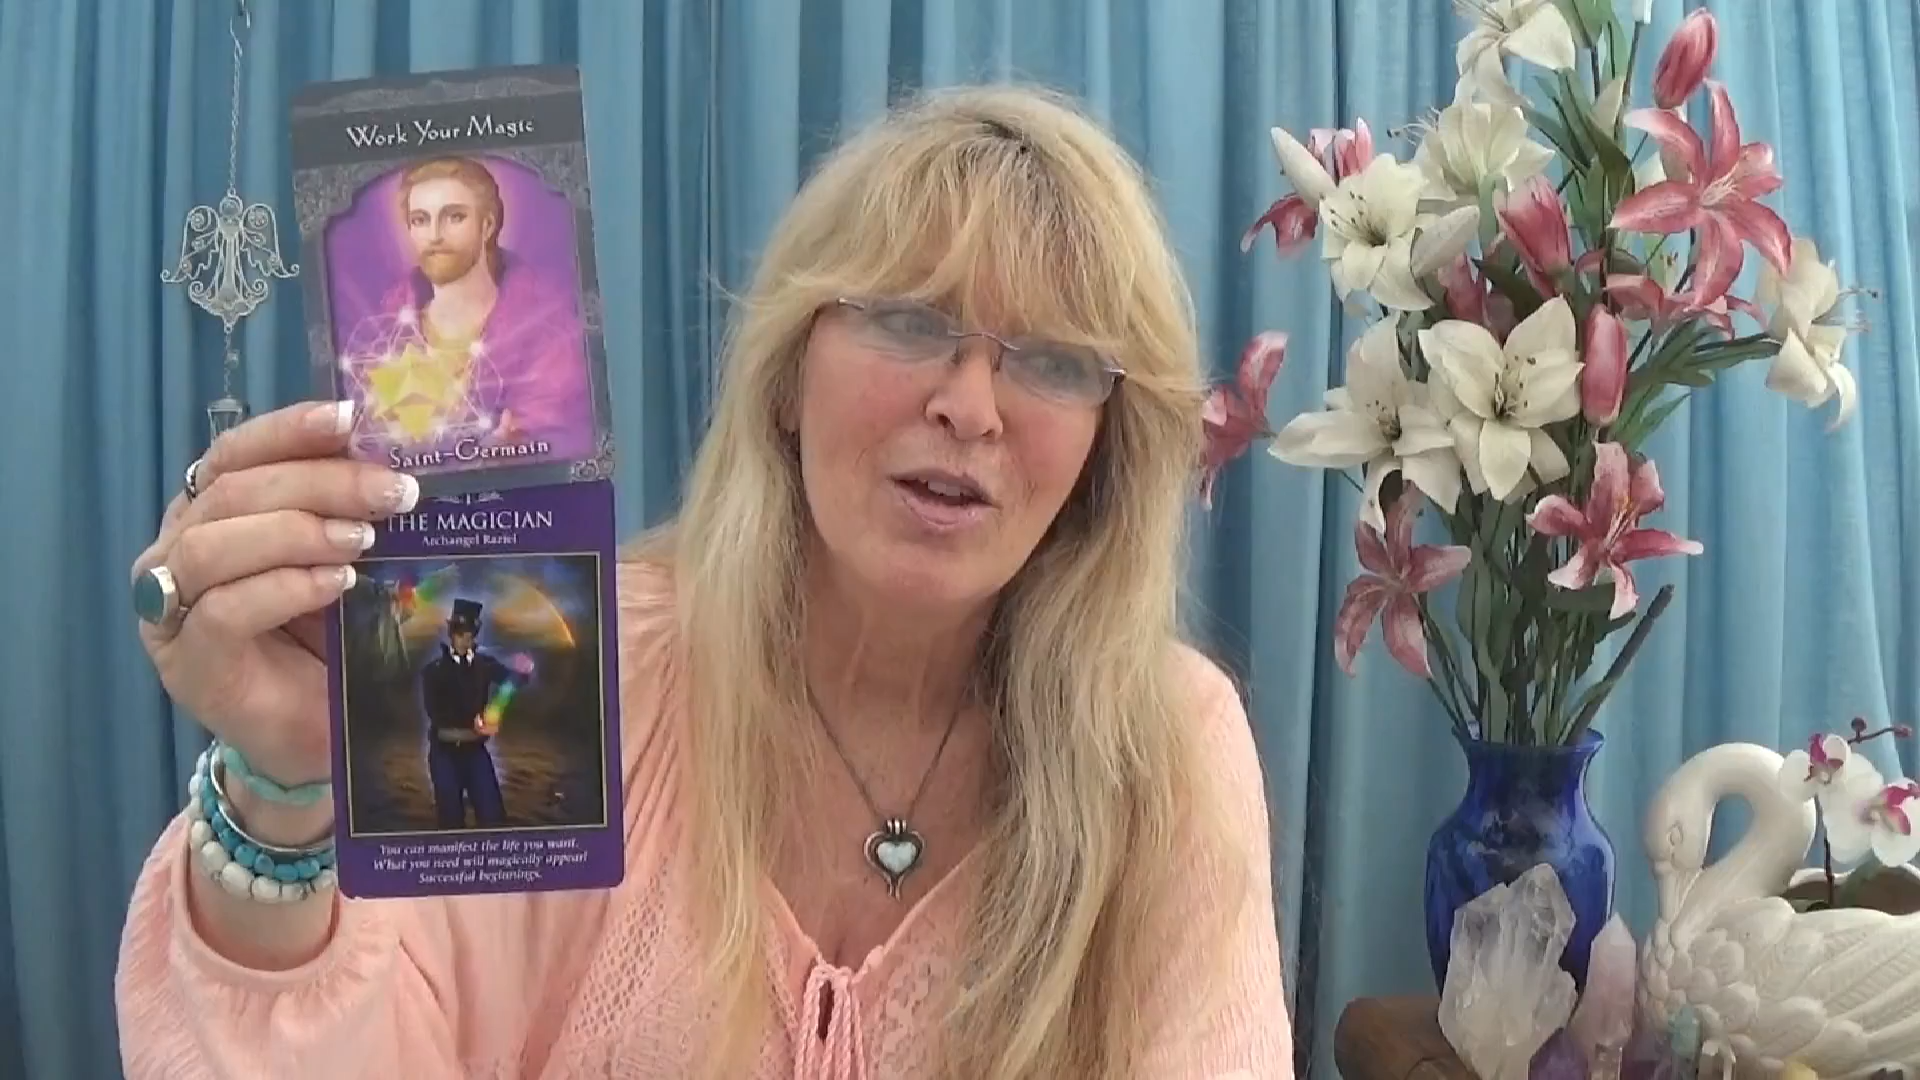 Work Your Magic
Saint-Germain
THE MAGICIAN
Archangel Raziel
You can manifest the life you want.
What you need will magically appear!
Successful beginnings.